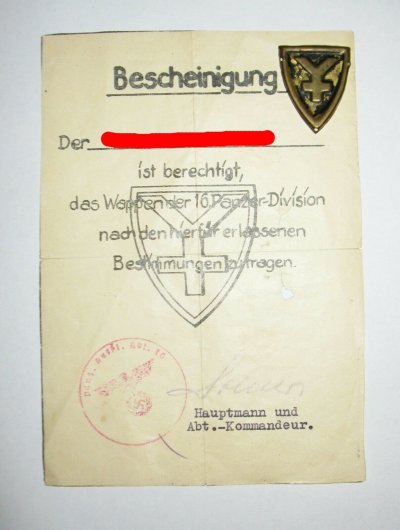 Bescheinigung
Der
ist berechtigt,
das Wappen der 16. Panzer-Division
nach den hierfür erlassenen
Bestimmungen zu tragen.
Hauptmann und
Abt.-Kommandeur.